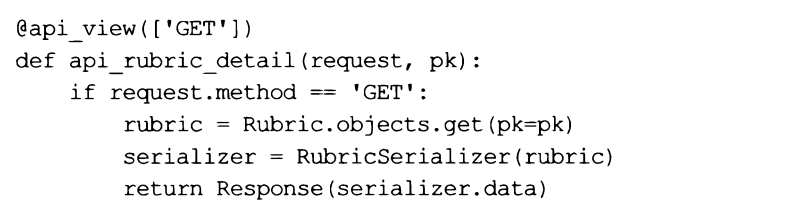 @api_view(['GET'])
def api_rubric_detail(request, pk):
    if request.method == 'GET':
        rubric = Rubric.objects.get(pk=pk)
        serializer = RubricSerializer(rubric)
        return Response(serializer.data)